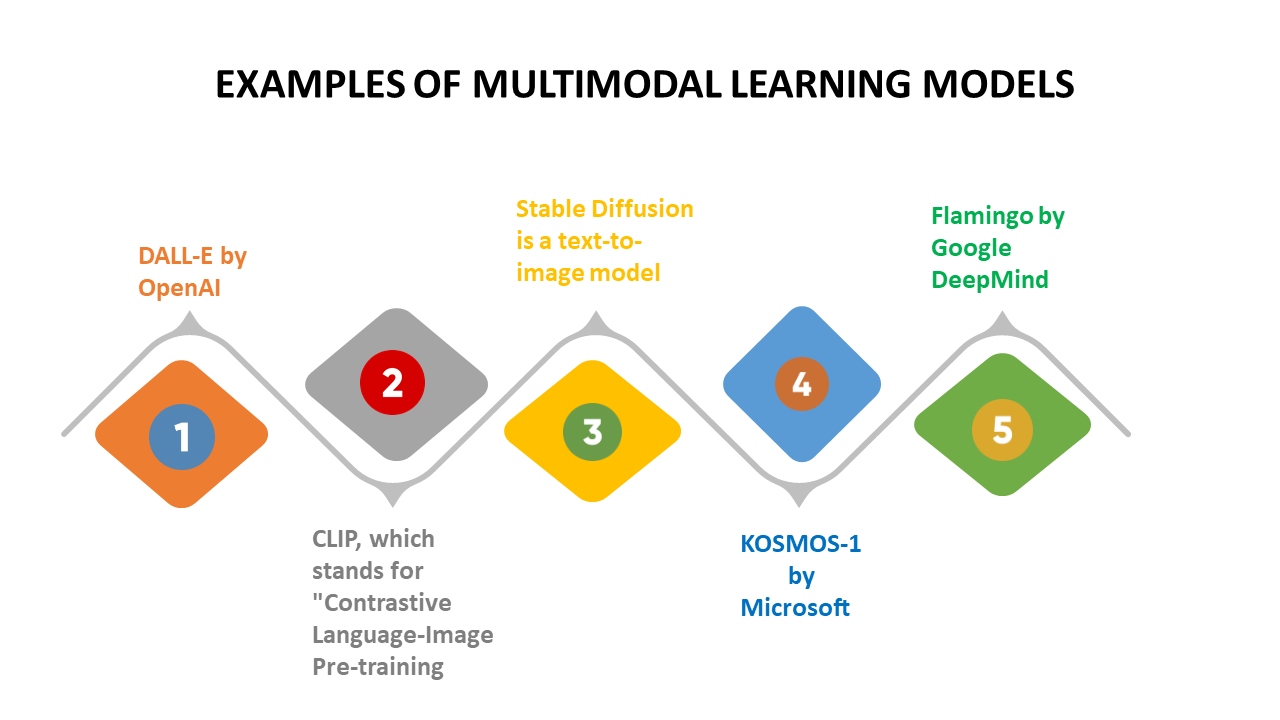 EXAMPLES OF MULTIMODAL LEARNING MODELS
DALL-E by
OpenAI
1
CLIP, which
stands for
"Contrastive
Language-Image
Pre-training
2
Stable Diffusion
is a text-to-
image model
3
KOSMOS-1
by
Microsoft
4
Flamingo by
Google
DeepMind
5